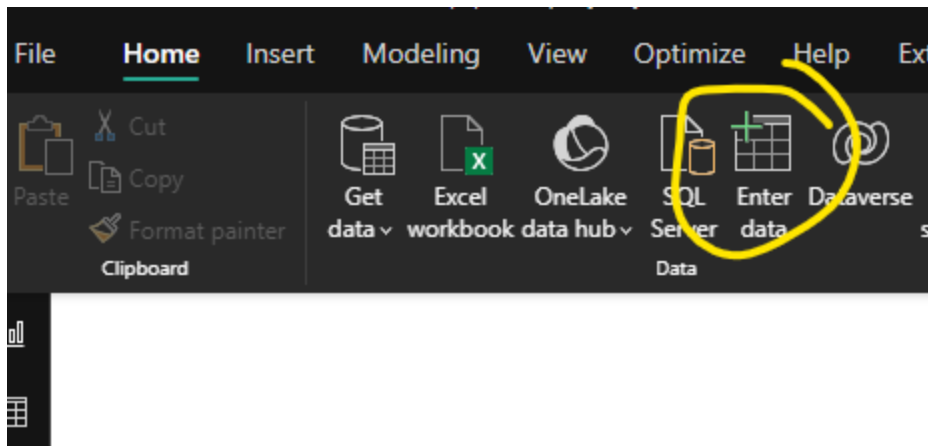 File Home Insert Modeling View Optimize Help Ext
Cut
Copy
Paste
Format painter
Clipboard
Get data
Excel workbook
OneLake data hub
SQL Server
Enter data
Dataverse
Data